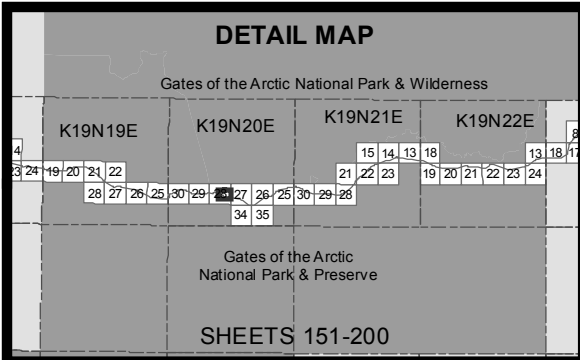 DETAIL MAP
Gates of the Arctic National Park & Wilderness
K19N19E
K19N20E
K19N21E
K19N22E
15 14 13 18
13 18 17
8
4
23 24 19 20 21 22
21 22 23
19 20 21 22 23 24
28 27 26 25 30 29 28 27 26 25 30 29 28
34 35
Gates of the Arctic
National Park & Preserve
SHEETS 151-200